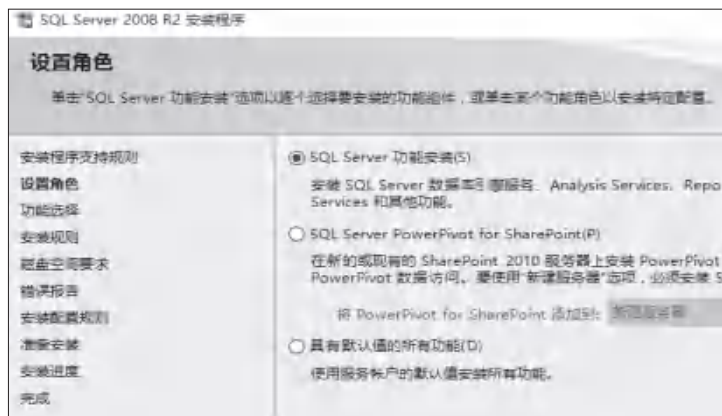 SQL Server 2008 R2 安装程序
设置角色
单击"SQL Server 功能安装"选项以逐个选择要安装的功能组件，或单击某个功能角色以安装特定配置。
安装程序支持规则
设置角色
功能选择
安装规则
磁盘空间要求
错误报告
安装配置规则
准备安装
安装进度
完成
SQL Server 功能安装(S)
安装 SQL Server 数据库引擎服务、Analysis Services、Repo
Services 和其他功能。
SQL Server PowerPivot for SharePoint(P)
在新的或现有的 SharePoint 2010 服务器上安装 PowerPivot
PowerPivot 数据访问。要使用"新建服务器"选项，必须安装 S
将 PowerPivot for SharePoint 添加到: 新建服务器
具有默认值的所有功能(D)
使用服务帐户的默认值安装所有功能。